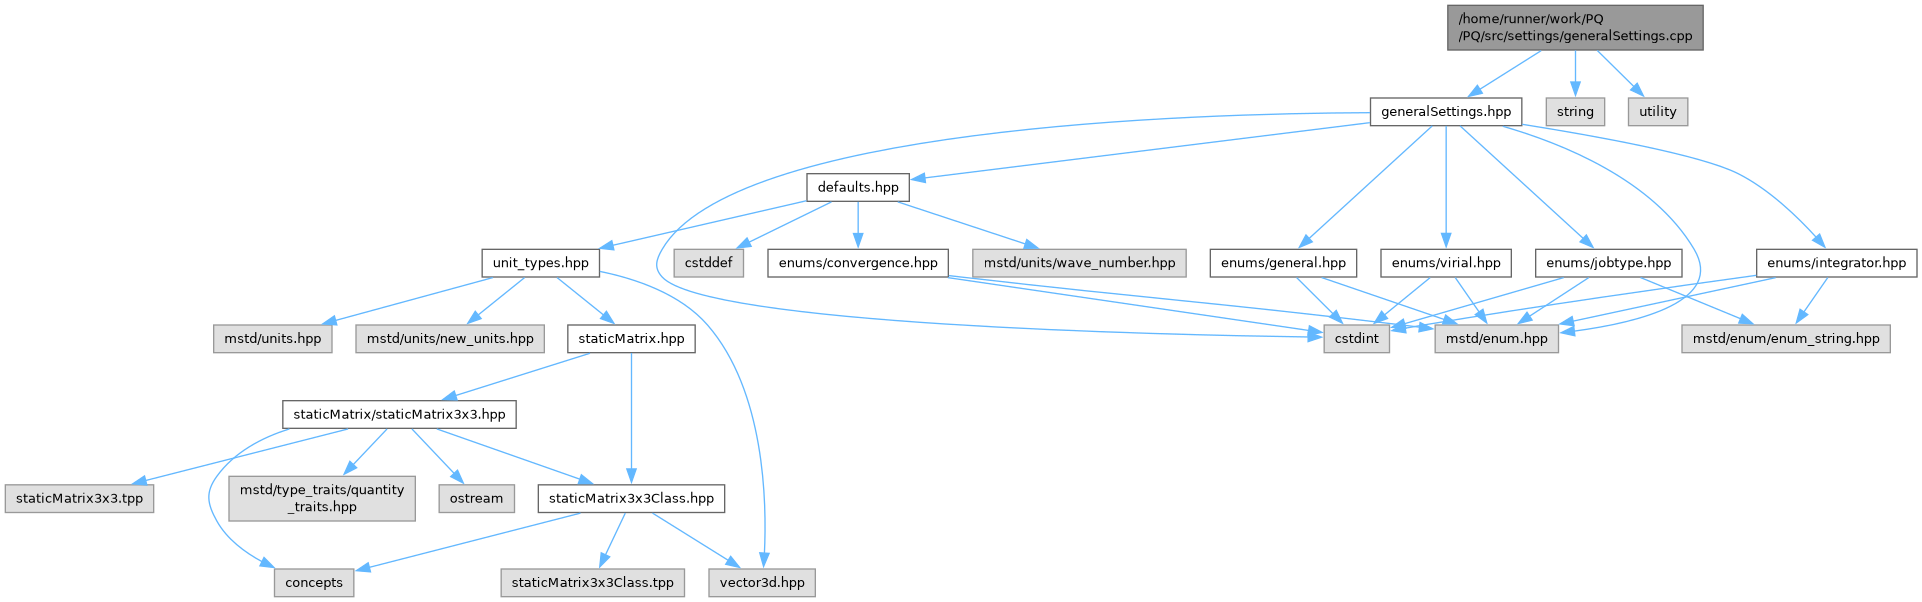 /home/runner/work/PQ
/PQ/src/settings/generalSettings.cpp
generalSettings.hpp
string
utility
defaults.hpp
unit_types.hpp
cstddef
enums/convergence.hpp
mstd/units/wave_number.hpp
enums/general.hpp
enums/virial.hpp
enums/jobtype.hpp
enums/integrator.hpp
mstd/units.hpp
mstd/units/new_units.hpp
staticMatrix.hpp
cstdint
mstd/enum.hpp
mstd/enum/enum_string.hpp
staticMatrix/staticMatrix3x3.hpp
staticMatrix3x3.tpp
mstd/type_traits/quantity
_traits.hpp
ostream
staticMatrix3x3Class.hpp
concepts
staticMatrix3x3Class.tpp
vector3d.hpp